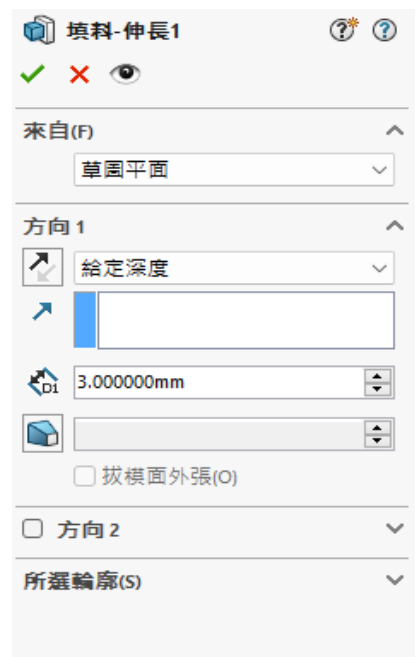 填料-伸長1
來自(F)
草圖平面
方向 1
給定深度
D1
3.000000mm
拔模面外張(O)
方向 2
所選輪廓(S)